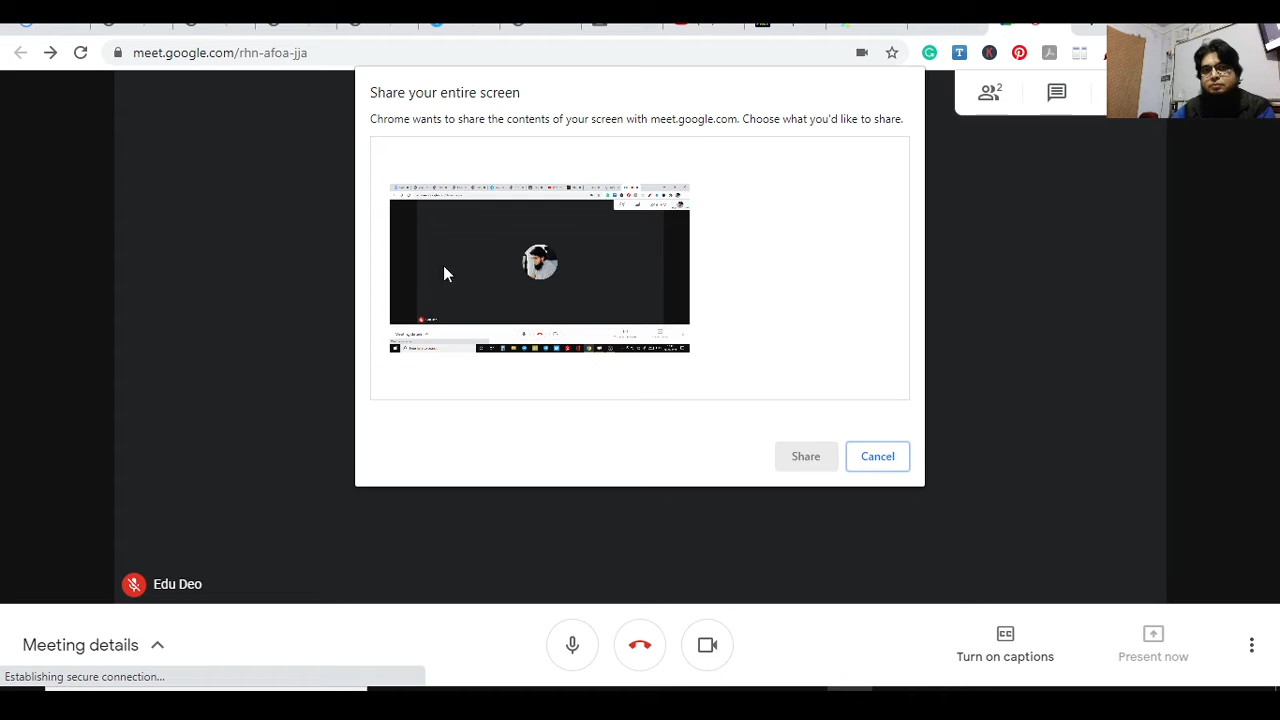 meet.google.com/rhn-afoa-jja
Share your entire screen
Chrome wants to share the contents of your screen with meet.google.com. Choose what you'd like to share.
2
Share
Cancel
Edu Deo
Meeting details
Turn on captions
Present now
Establishing secure connection...